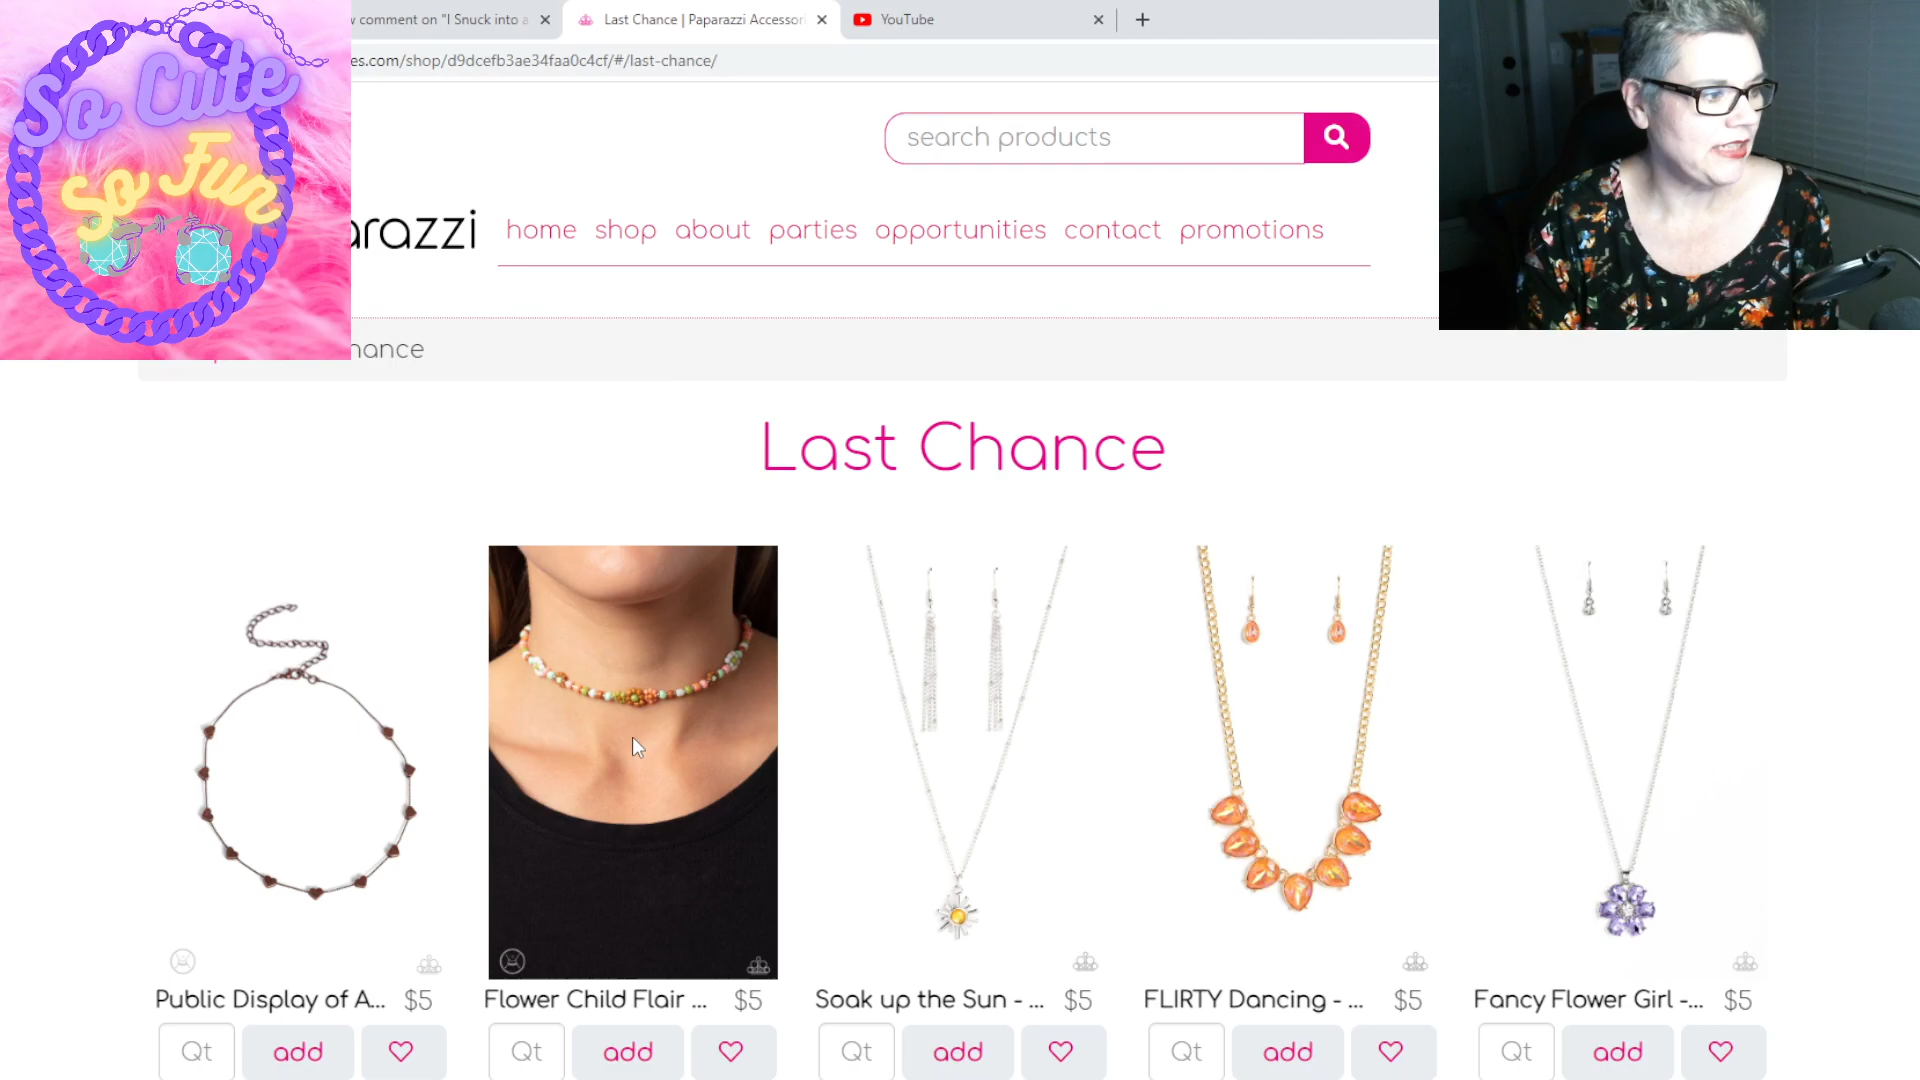 So Cute
So Fun
w comment on "I Snuck into a
Last Chance | Paparazzi Accessori
YouTube
es.com/shop/d9dcefb3ae34faa0c4cf/#/last-chance/
search products
arazzi
home shop about parties opportunities contact promotions
hance
Last Chance
Public Display of A... $5
Flower Child Flair ... $5
Soak up the Sun - ... $5
FLIRTY Dancing - ... $5
Fancy Flower Girl -... $5
Qt add
Qt add
Qt add
Qt add
Qt add